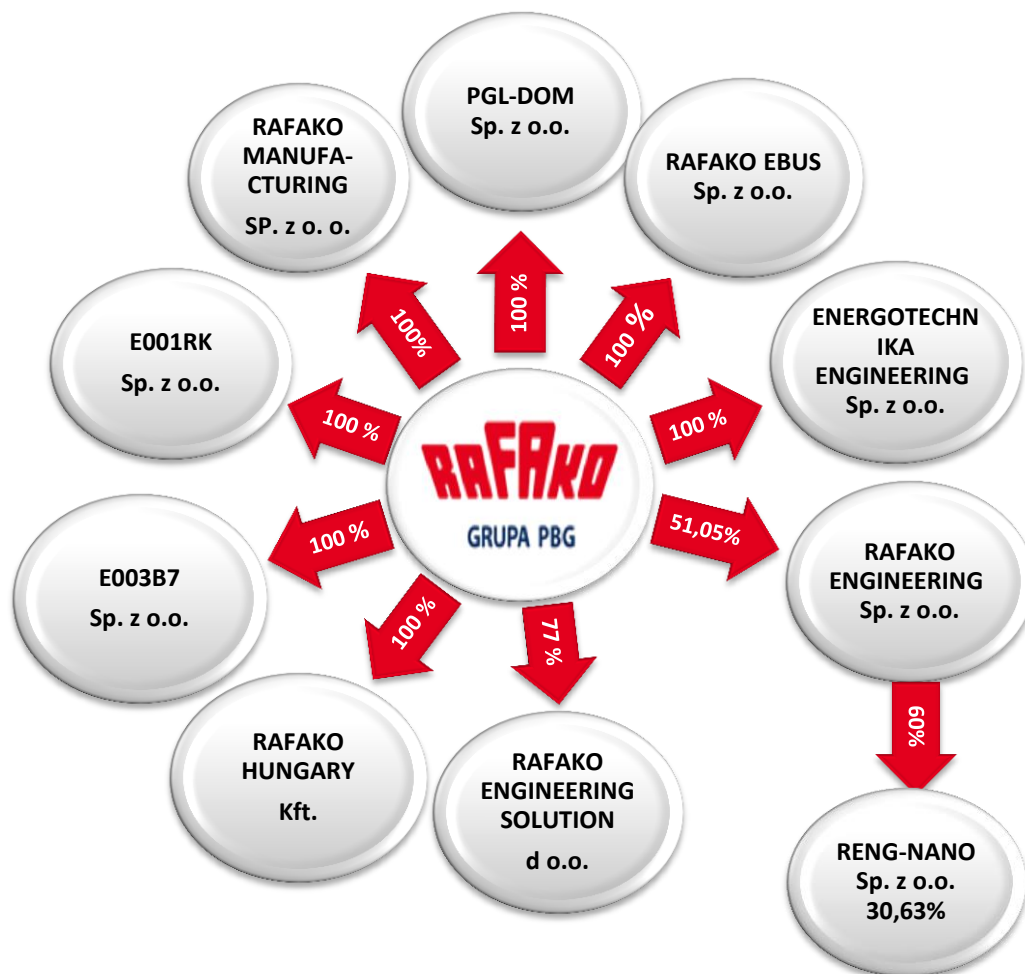 PGL-DOM
Sp. z o.o.
RAFAKO
MANUFA-
CTURING
SP. z o. o.
RAFAKO EBUS
Sp. z o.o.
100%
100 %
100 %
E001RK
Sp. z o.o.
ENERGOTECHN
IKA
ENGINEERING
Sp. z o.o.
100 %
100 %
RAFAKO
GRUPA PBG
100 %
51,05%
E003B7
Sp. z o.o.
RAFAKO
ENGINEERING
Sp. z o.o.
100 %
77 %
60%
RAFAKO
HUNGARY
Kft.
RAFAKO
ENGINEERING
SOLUTION
d o.o.
RENG-NANO
Sp. z o.o.
30,63%